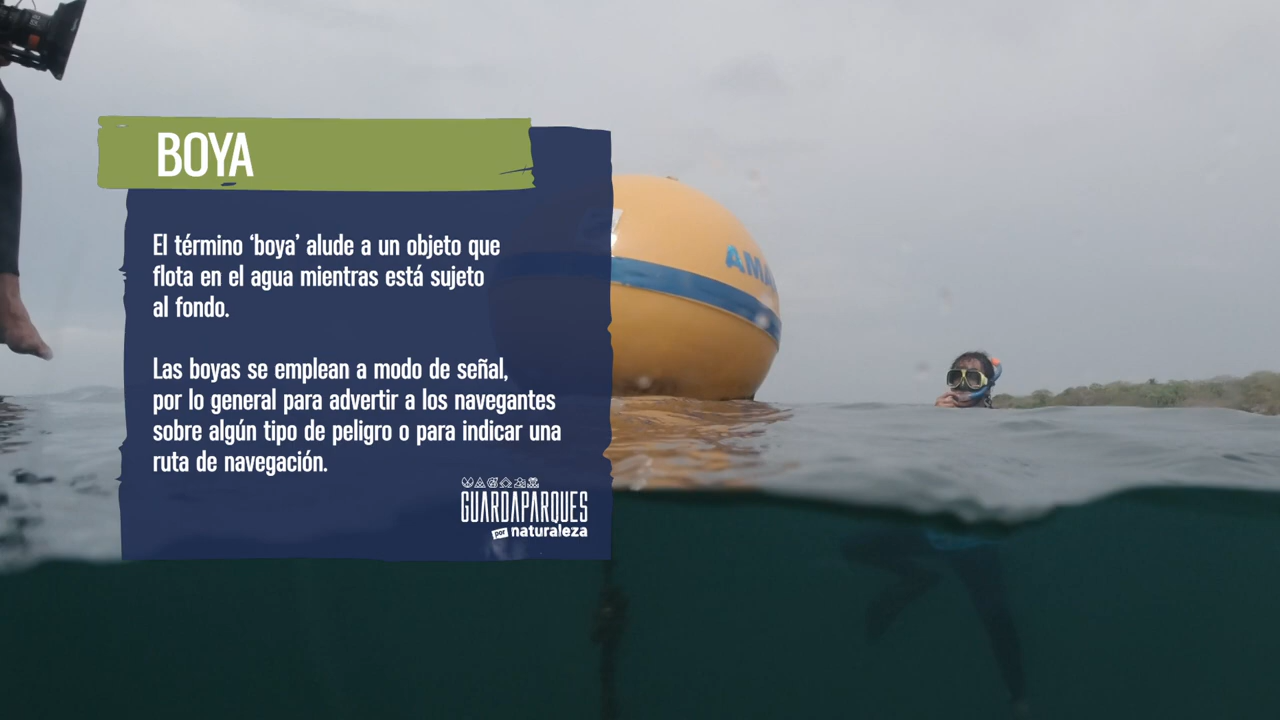 BOYA
El término ‘boya’ alude a un objeto que
flota en el agua mientras está sujeto
al fondo.
Las boyas se emplean a modo de señal,
por lo general para advertir a los navegantes
sobre algún tipo de peligro o para indicar una
ruta de navegación.
GUARDAPARQUES
por naturaleza